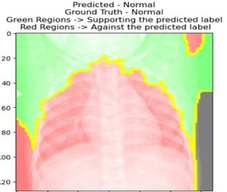 Predicted - Normal
Ground Truth - Normal
Green Regions -> Supporting the predicted label
Red Regions -> Against the predicted label
0
20
40
60
80
100
120